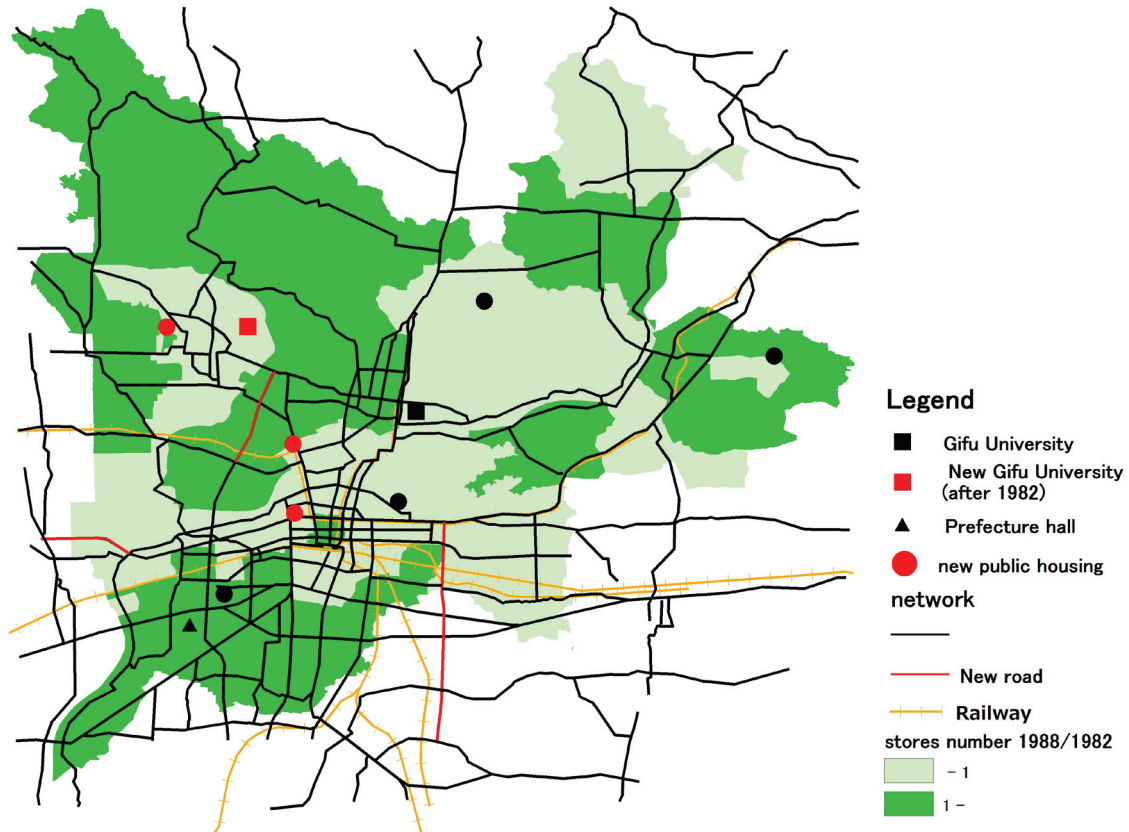 Legend
Gifu University
New Gifu University
(after 1982)
Prefecture hall
new public housing
network
New road
Railway
stores number 1988/1982
- 1
1 -